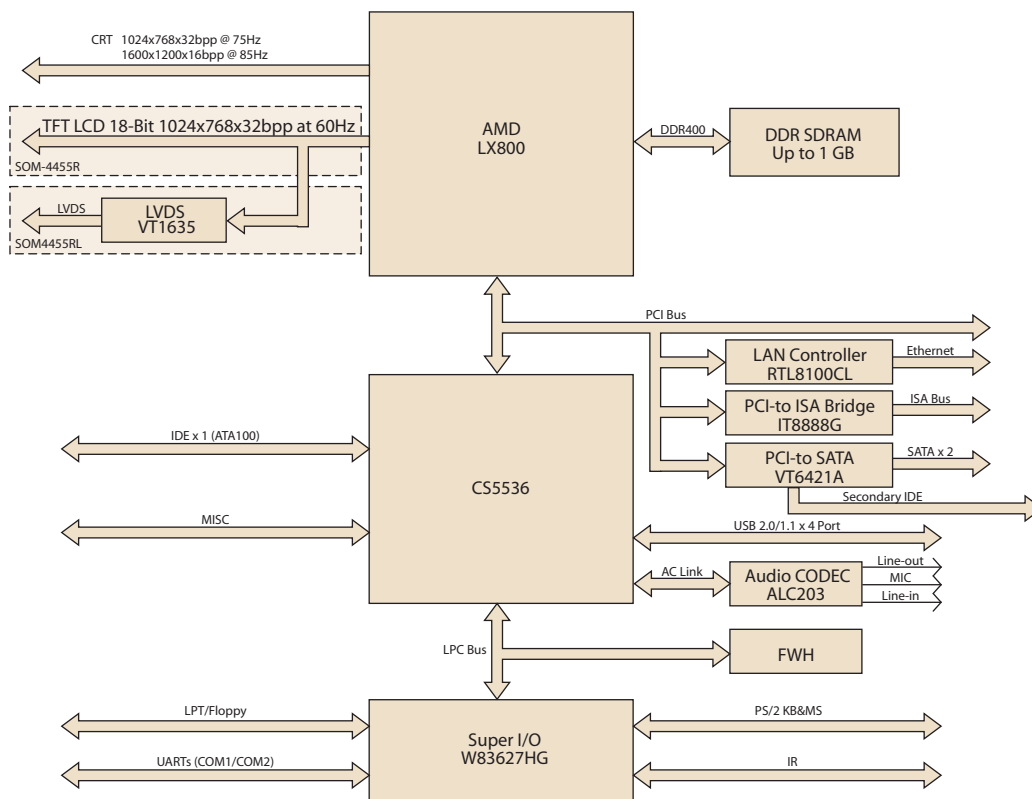 CRT 1024x768x32bpp @ 75Hz
1600x1200x16bpp @ 85Hz
TFT LCD 18-Bit 1024x768x32bpp at 60Hz
SOM-4455R
LVDS
LVDS
VT1635
SOM4455RL
AMD
LX800
DDR400
DDR SDRAM
Up to 1 GB
PCI Bus
LAN Controller
RTL8100CL
Ethernet
PCI-to ISA Bridge
IT8888G
ISA Bus
PCI-to SATA
VT6421A
SATA x 2
Secondary IDE
IDE x 1 (ATA100)
CS5536
MISC
USB 2.0/1.1 x 4 Port
AC Link
Audio CODEC
ALC203
Line-out
MIC
Line-in
LPC Bus
FWH
LPT/Floppy
Super I/O
W83627HG
PS/2 KB&MS
UARTs (COM1/COM2)
IR